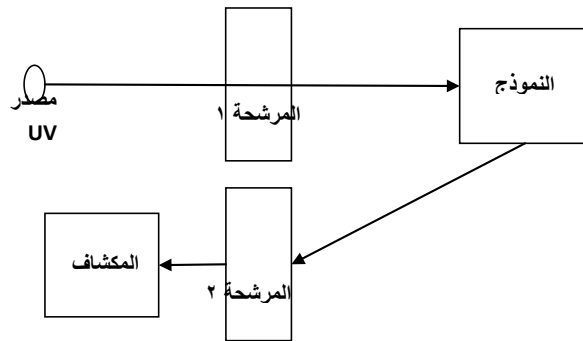 النموذج
مصدر
UV
المرشحة ١
المكشاف
المرشحة ٢